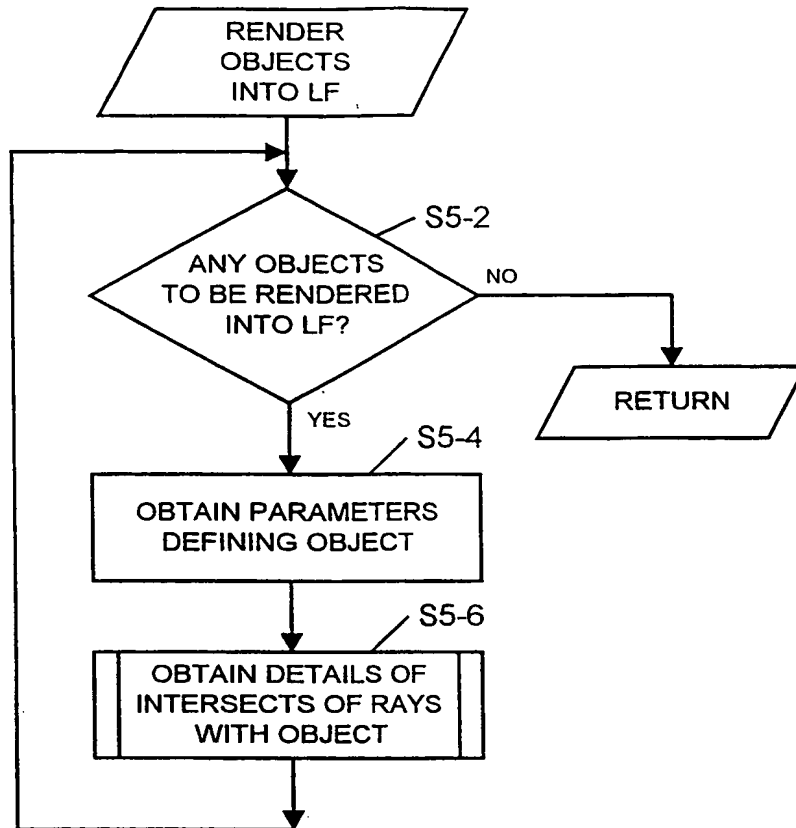 RENDER
OBJECTS
INTO LF
S5-2
ANY OBJECTS
TO BE RENDERED
INTO LF?
NO
RETURN
YES
S5-4
OBTAIN PARAMETERS
DEFINING OBJECT
S5-6
OBTAIN DETAILS OF
INTERSECTS OF RAYS
WITH OBJECT